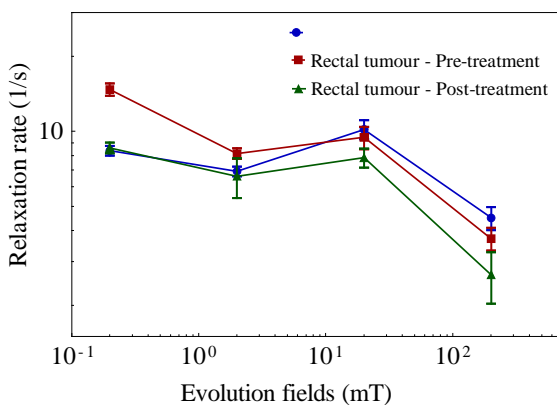 Rectal tumour - Pre-treatment
Rectal tumour - Post-treatment
Relaxation rate (1/s)
10
10⁻¹
10⁰
10¹
10²
Evolution fields (mT)